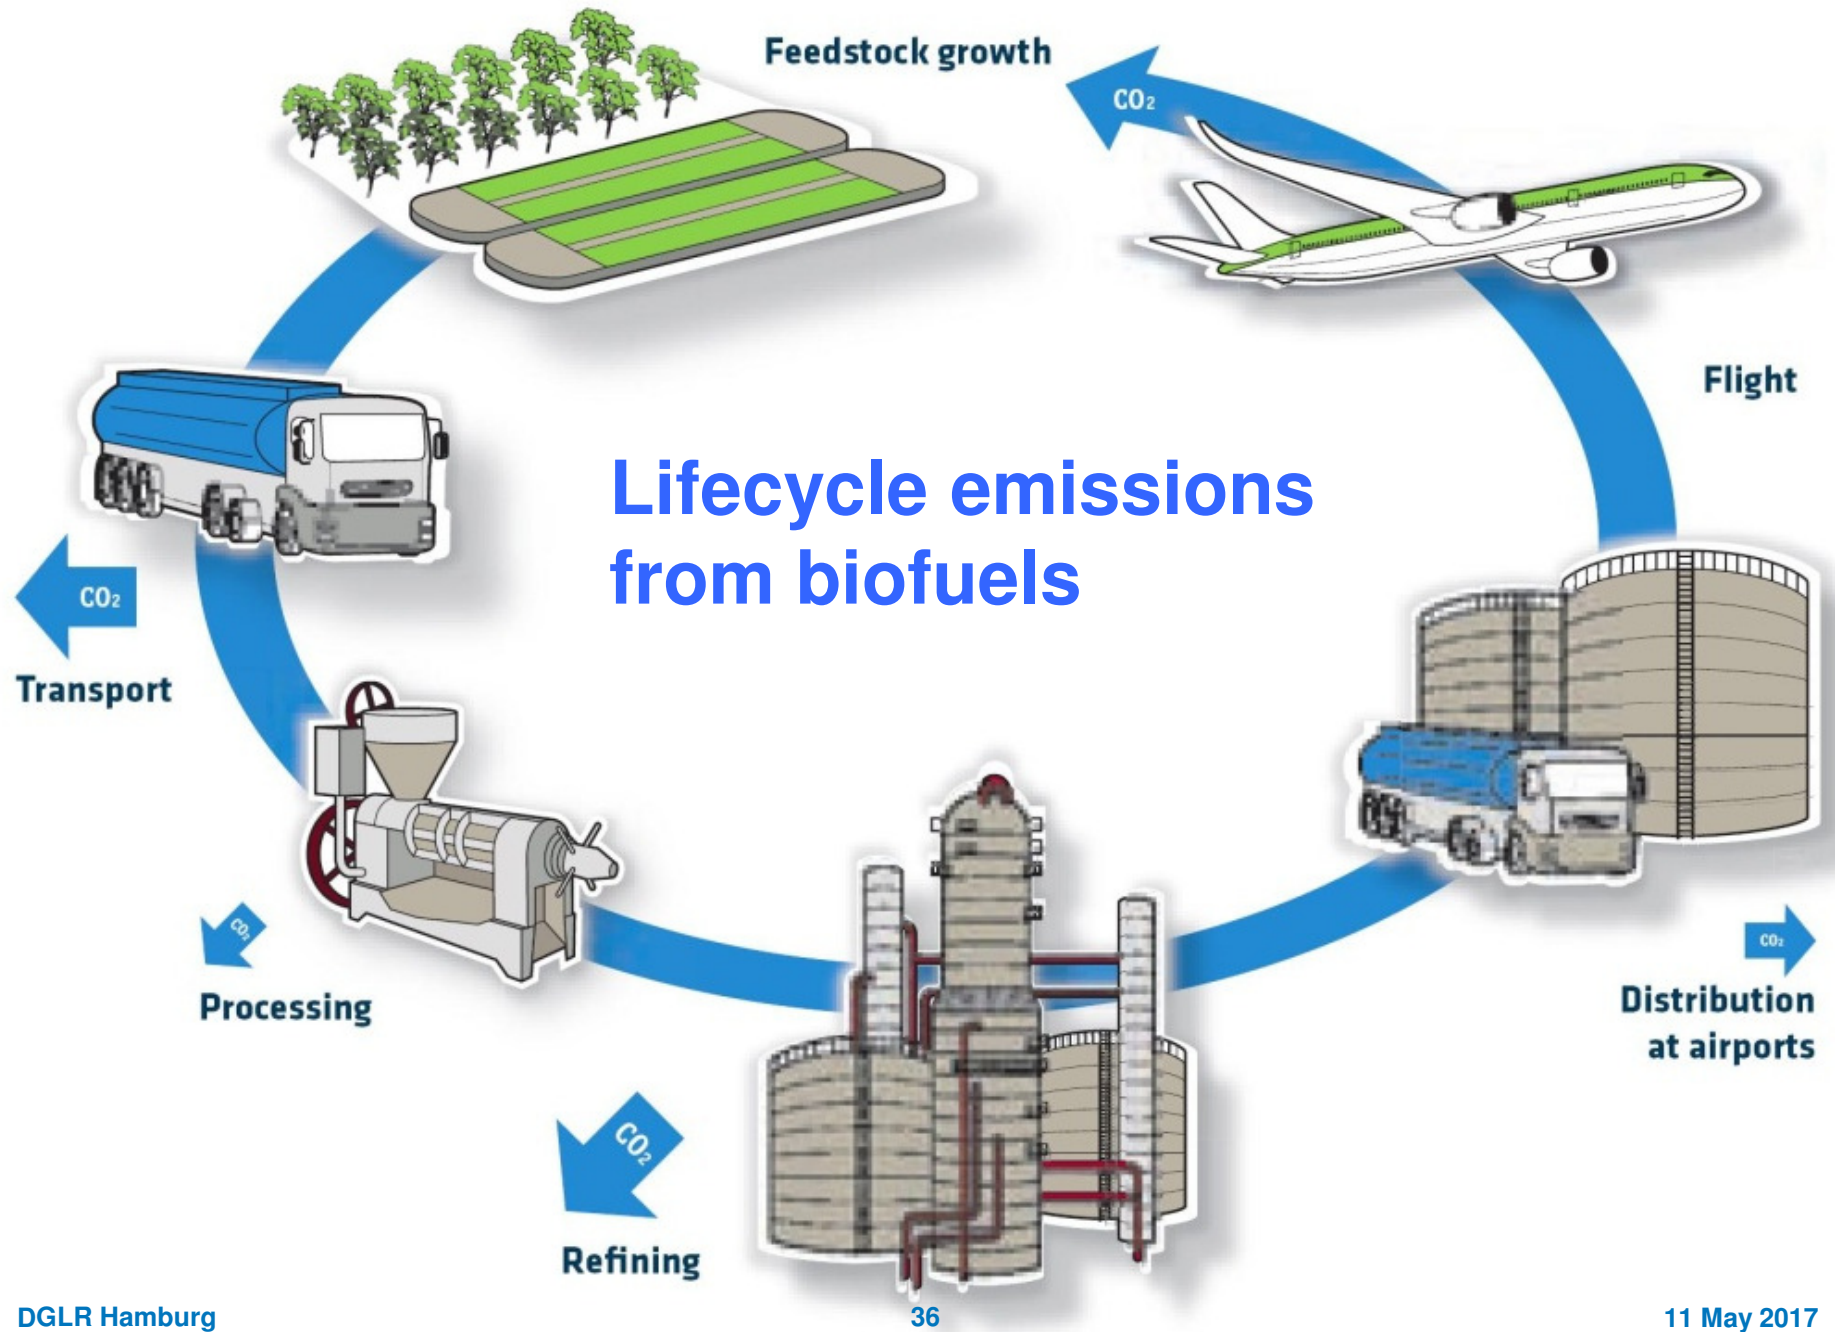 Feedstock growth
CO₂
Flight
Lifecycle emissions
from biofuels
CO₂
Transport
CO₂
Processing
CO₂
Distribution
at airports
CO₂
Refining
DGLR Hamburg
36
11 May 2017